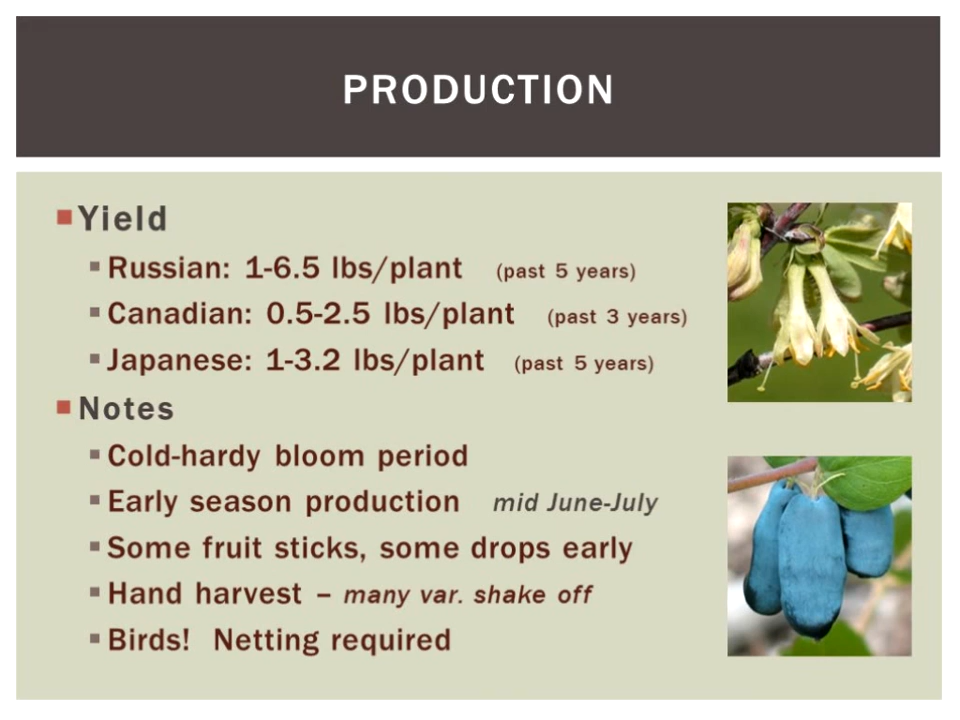 PRODUCTION
Yield
Russian: 1-6.5 lbs/plant (past 5 years)
Canadian: 0.5-2.5 lbs/plant (past 3 years)
Japanese: 1-3.2 lbs/plant (past 5 years)
Notes
Cold-hardy bloom period
Early season production mid June-July
Some fruit sticks, some drops early
Hand harvest – many var. shake off
Birds! Netting required